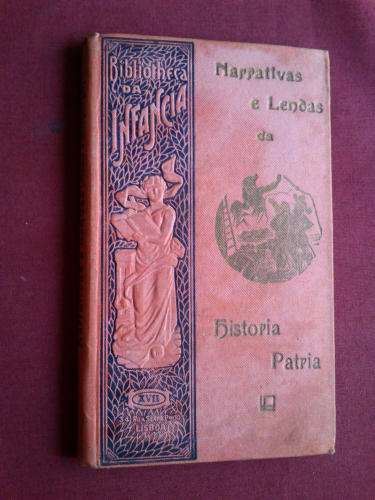 Bibliotheca
DA
INFANCIA
XVII
LISBOA
Narrativas
e Lendas
da
Historia
Patria